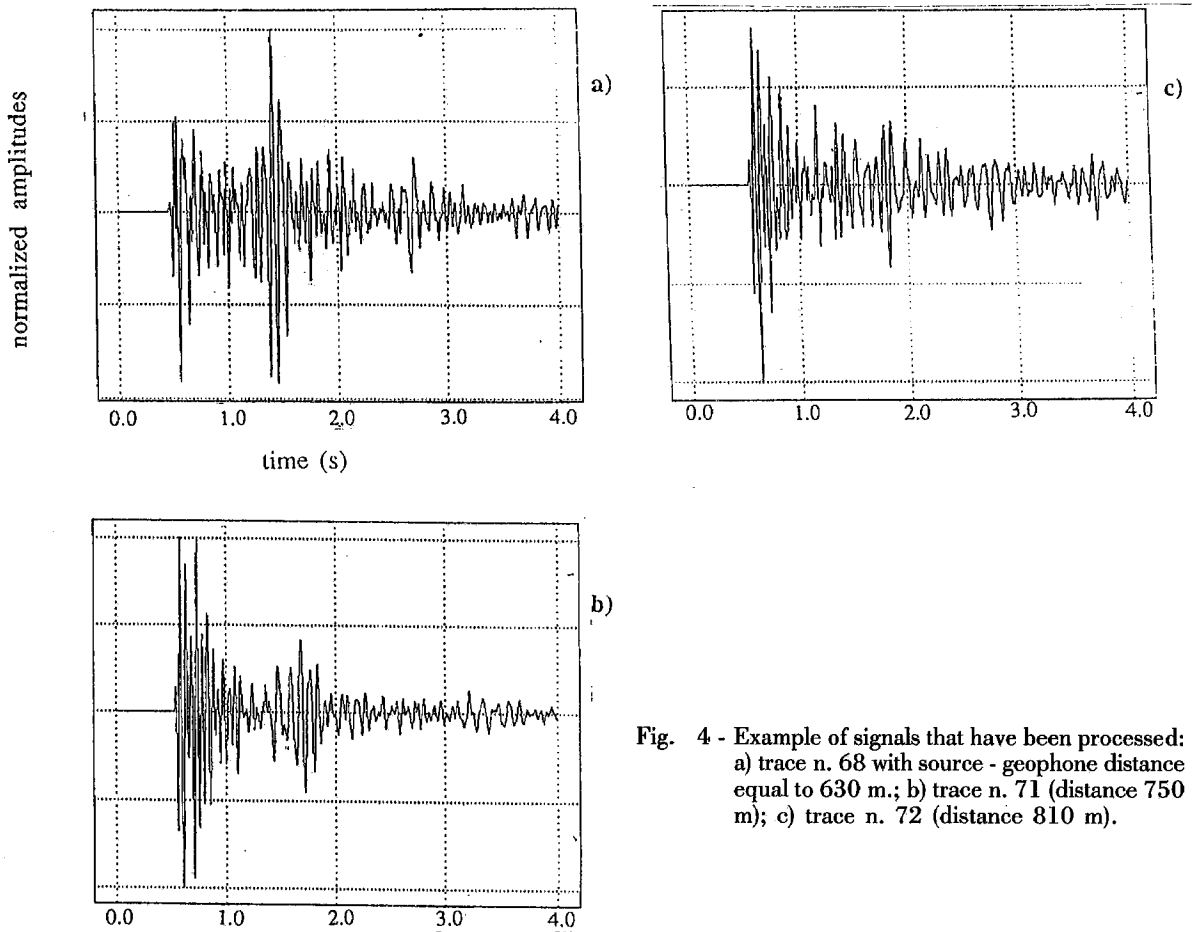 normalized amplitudes
a)
0.0 1.0 2.0 3.0 4.0
time (s)
c)
0.0 1.0 2.0 3.0 4.0
b)
0.0 1.0 2.0 3.0 4.0
Fig. 4 - Example of signals that have been processed:
a) trace n. 68 with source - geophone distance
equal to 630 m.; b) trace n. 71 (distance 750
m); c) trace n. 72 (distance 810 m).